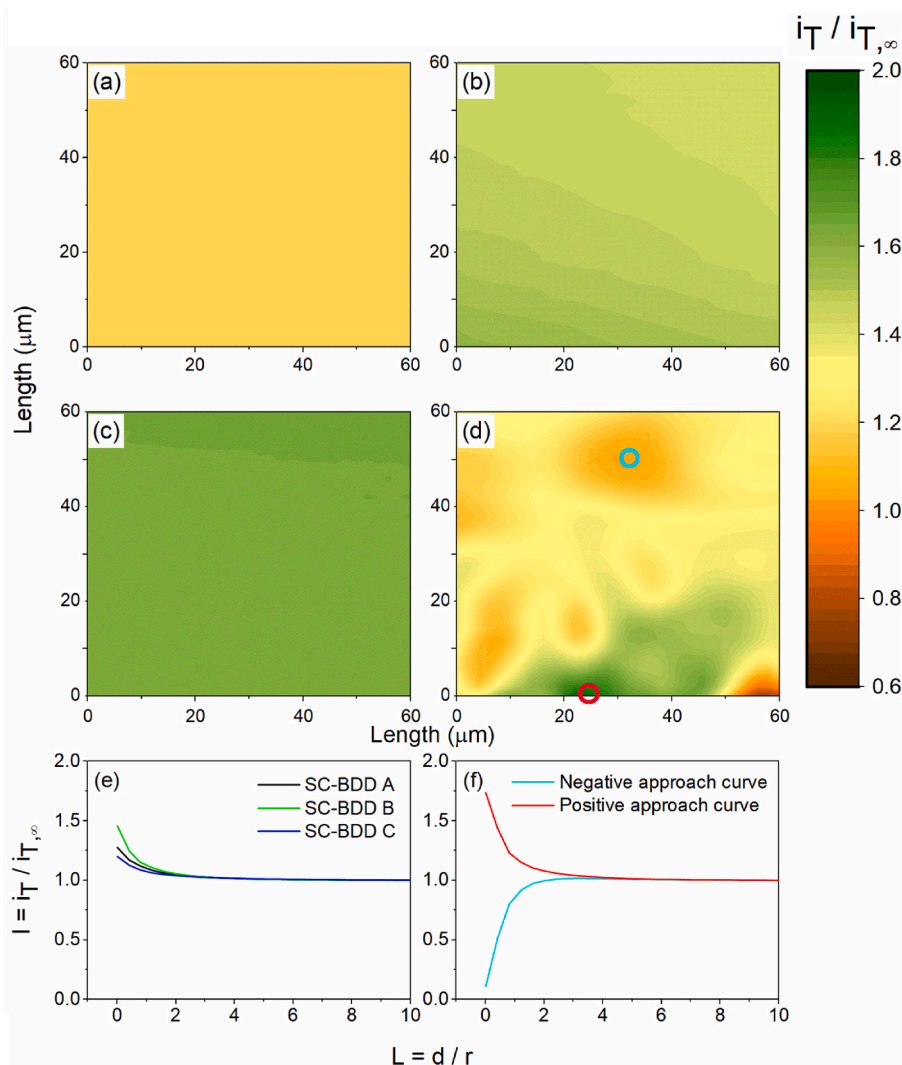 i_T / i_T,∞
(a)
(b)
60
40
20
0
0 20 40 60
60
40
20
0
0 20 40 60
2.0
1.8
1.6
1.4
1.2
1.0
0.8
0.6
Length (μm)
(c)
(d)
60
40
20
0
0 20 40 60
60
40
20
0
0 20 40 60
Length (μm)
(e)
SC-BDD A
SC-BDD B
SC-BDD C
2.0
1.5
1.0
0.5
0.0
0 2 4 6 8 10
I = i_T / i_T,∞
(f)
Negative approach curve
Positive approach curve
2.0
1.5
1.0
0.5
0.0
0 2 4 6 8 10
L = d / r